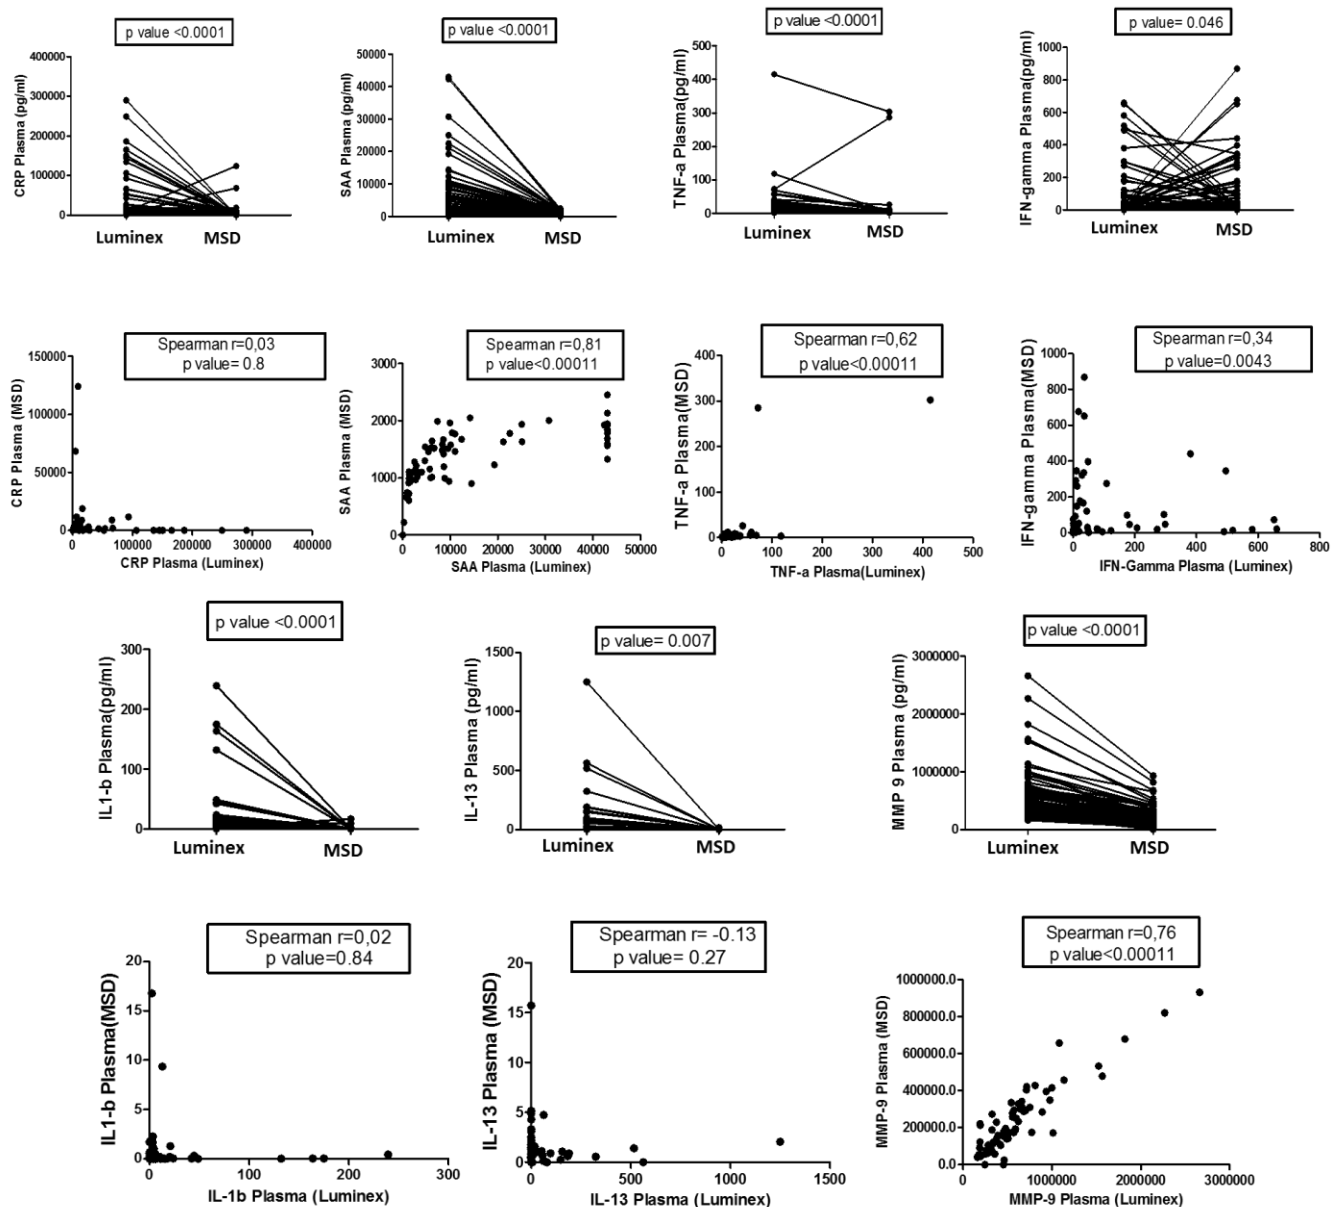 p value <0.0001
CRP Plasma (pg/ml)
400000
300000
200000
100000
0
Luminex MSD
p value <0.0001
SAA Plasma (pg/ml)
50000
40000
30000
20000
10000
0
Luminex MSD
p value <0.0001
TNF-a Plasma(pg/ml)
500
400
300
200
100
0
Luminex MSD
p value= 0.046
IFN-gamma Plasma(pg/ml)
1000
800
600
400
200
0
Luminex MSD
Spearman r=0,03
p value= 0.8
CRP Plasma (MSD)
150000
100000
50000
0
0 100000 200000 300000 400000
CRP Plasma (Luminex)
Spearman r=0,81
p value<0.00011
SAA Plasma (MSD)
3000
2000
1000
0
0 10000 20000 30000 40000 50000
SAA Plasma (Luminex)
Spearman r=0,62
p value<0.00011
TNF-a Plasma(MSD)
400
300
200
100
0
0 100 200 300 400 500
TNF-a Plasma(Luminex)
Spearman r=0,34
p value=0.0043
IFN-gamma Plasma(MSD)
1000
800
600
400
200
0
0 200 400 600 800
IFN-Gamma Plasma (Luminex)
p value <0.0001
IL1-b Plasma(pg/ml)
300
200
100
0
Luminex MSD
p value= 0.007
IL-13 Plasma (pg/ml)
1500
1000
500
0
Luminex MSD
p value <0.0001
MMP 9 Plasma (pg/ml)
3000000
2000000
1000000
0
Luminex MSD
Spearman r=0,02
p value=0.84
IL1-b Plasma(MSD)
20
15
10
5
0
0 100 200 300
IL-1b Plasma (Luminex)
Spearman r= -0.13
p value= 0.27
IL-13 Plasma (MSD)
20
15
10
5
0
0 500 1000 1500
IL-13 Plasma (Luminex)
Spearman r=0,76
p value<0.00011
MMP-9 Plasma (MSD)
1000000.0
800000.0
600000.0
400000.0
200000.0
0.0
0 1000000 2000000 3000000
MMP-9 Plasma (Luminex)